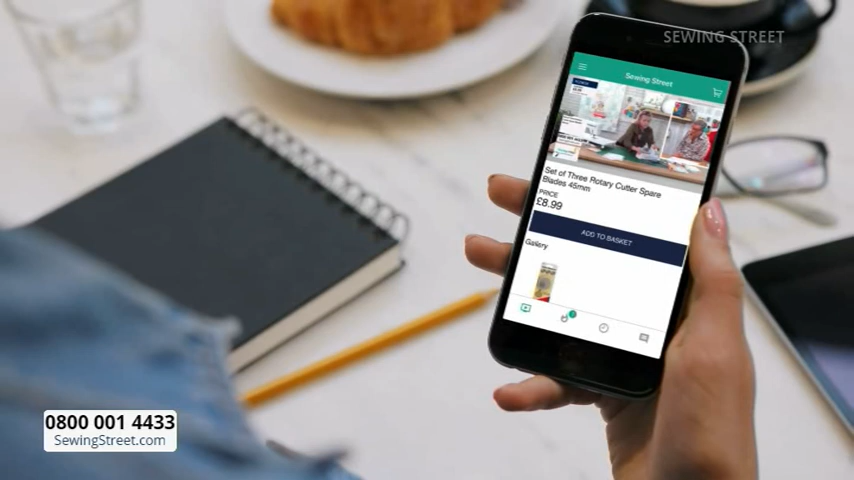 SEWING STREET
Sewing Street
Set of Three Rotary Cutter Spare
Blades 45mm
PRICE
£8.99
ADD TO BASKET
Gallery
0800 001 4433
SewingStreet.com